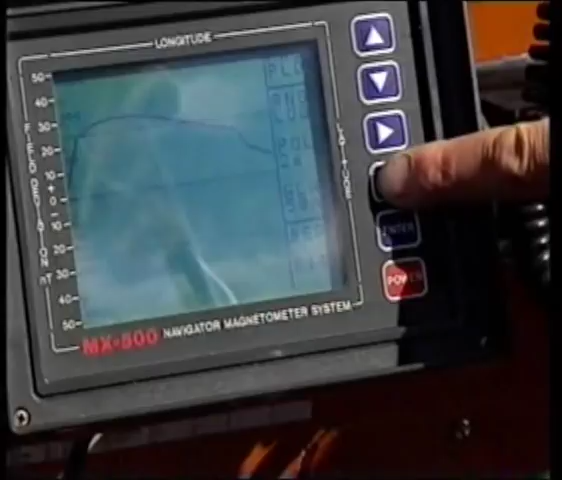 LONGITUDE
50
40
30
20
10
+
0
-
10
20
30
40
50
FIELD DEVIATION nT
LATITUDE
ENTER
POWER
MX-500 NAVIGATOR MAGNETOMETER SYSTEM